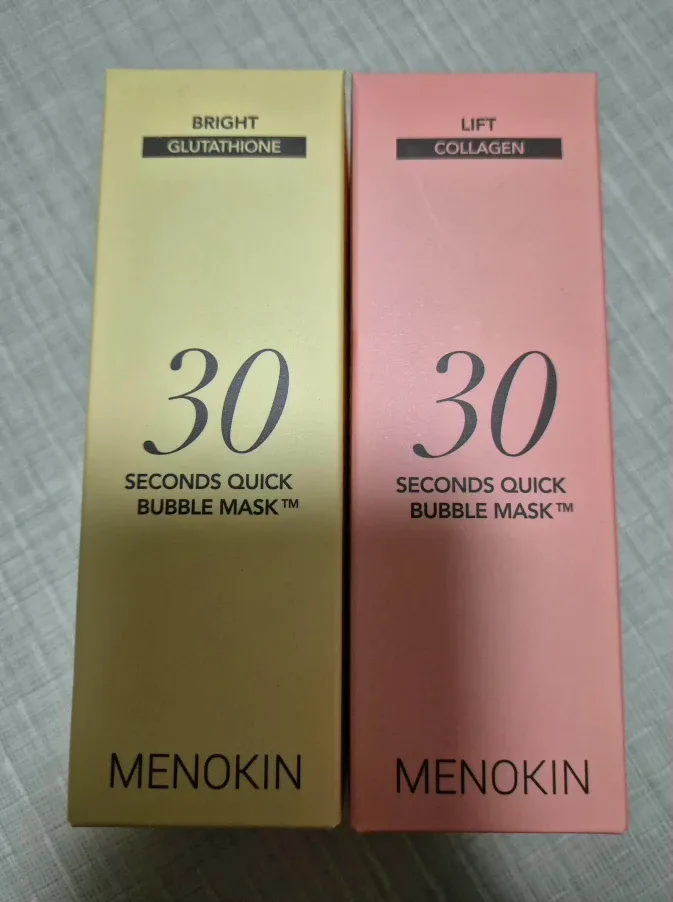 BRIGHT
GLUTATHIONE
30
SECONDS QUICK
BUBBLE MASK™
MENOKIN
LIFT
COLLAGEN
30
SECONDS QUICK
BUBBLE MASK™
MENOKIN